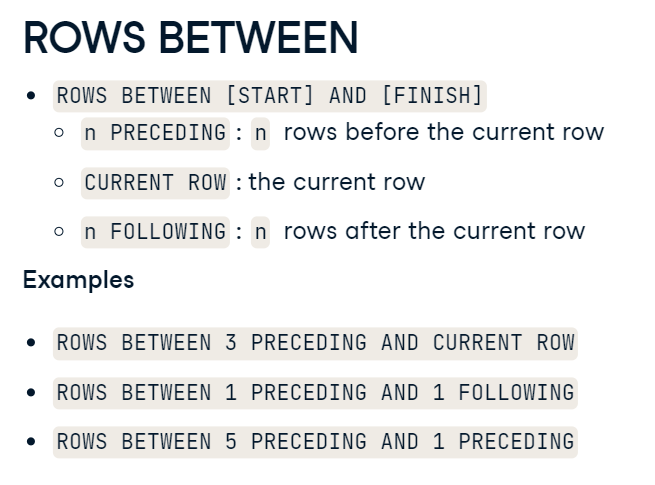 ROWS BETWEEN
ROWS BETWEEN [START] AND [FINISH]
n PRECEDING : n rows before the current row
CURRENT ROW : the current row
n FOLLOWING : n rows after the current row
Examples
ROWS BETWEEN 3 PRECEDING AND CURRENT ROW
ROWS BETWEEN 1 PRECEDING AND 1 FOLLOWING
ROWS BETWEEN 5 PRECEDING AND 1 PRECEDING